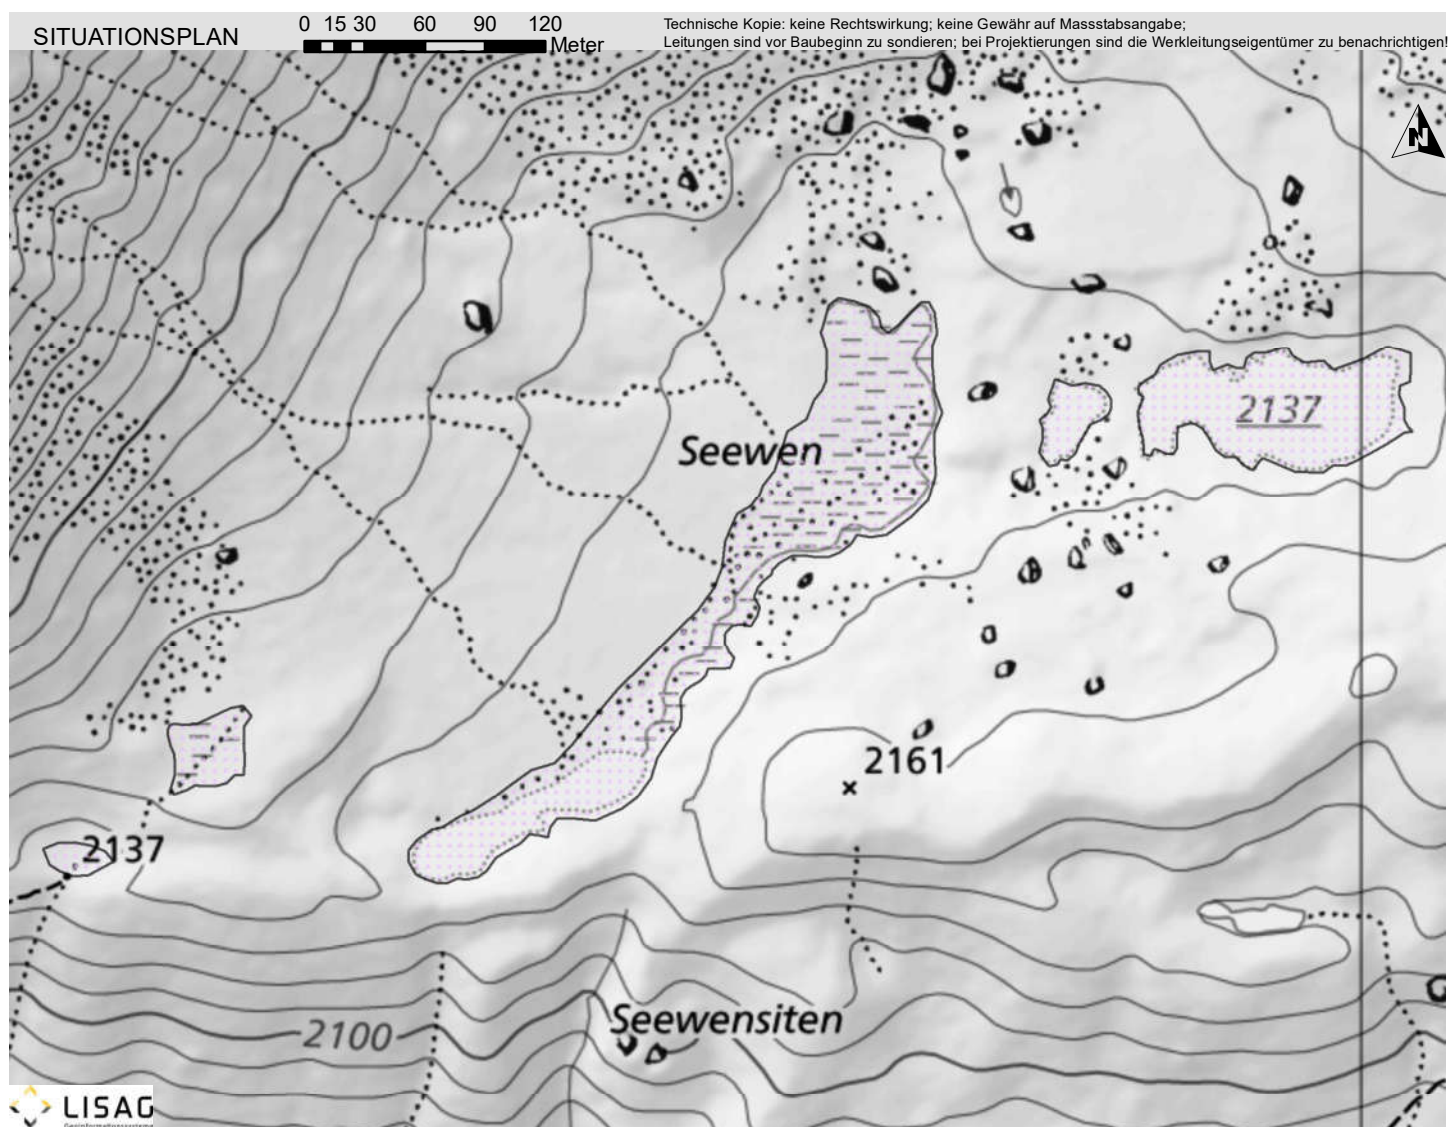 SITUATIONSPLAN
0 15 30 60 90 120
Meter
Technische Kopie: keine Rechtswirkung; keine Gewähr auf Massstabsangabe;
Leitungen sind vor Baubeginn zu sondieren; bei Projektierungen sind die Werkleitungseigentümer zu benachrichtigen!
N
2137
Seewen
2161
2137
Seewensiten
2100
LISAG
Geoinformationssysteme